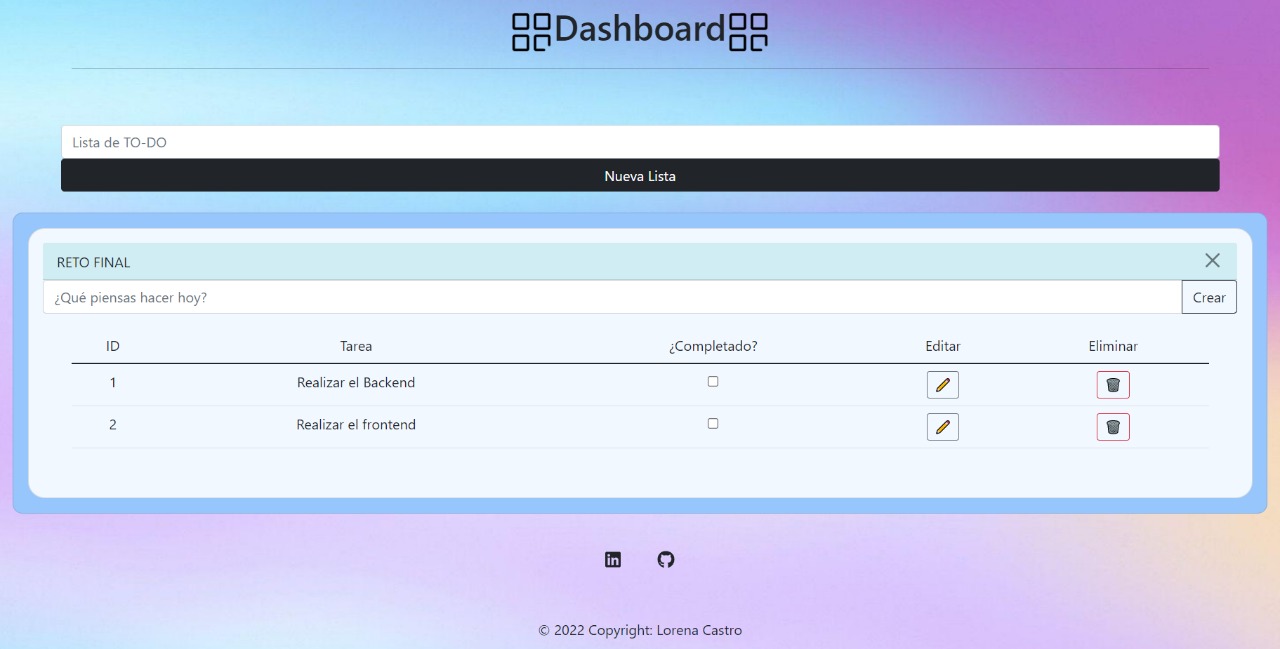 Dashboard
Lista de TO-DO
Nueva Lista
RETO FINAL
¿Qué piensas hacer hoy? Crear
ID Tarea ¿Completado? Editar Eliminar
1 Realizar el Backend
2 Realizar el frontend
© 2022 Copyright: Lorena Castro